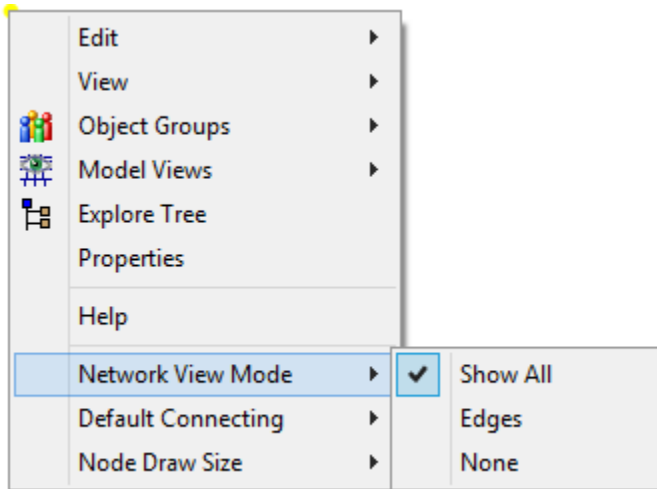 Edit
View
Object Groups
Model Views
Explore Tree
Properties
Help
Network View Mode
Show All
Default Connecting
Edges
Node Draw Size
None